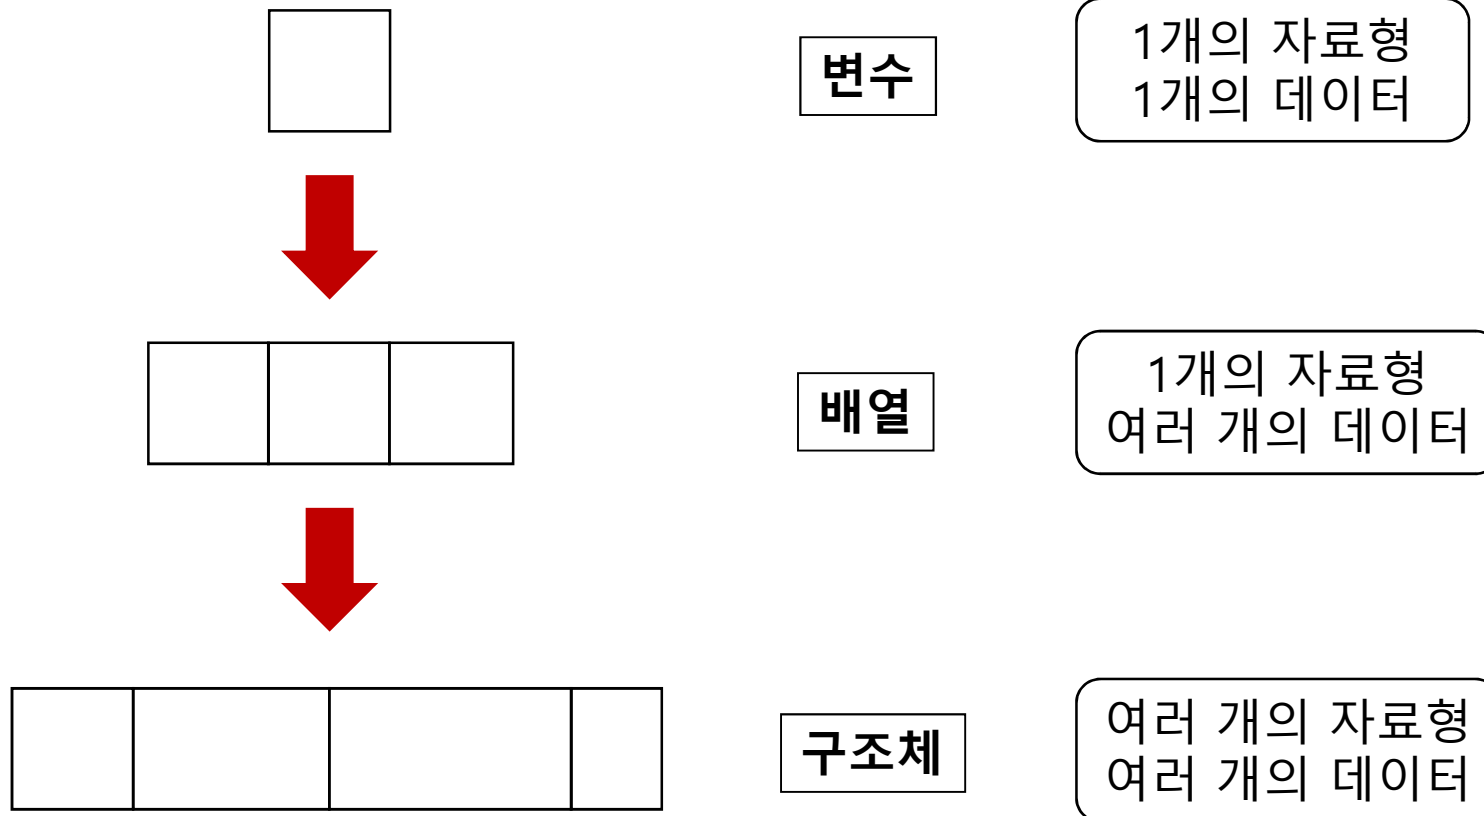 변수
1개의 자료형
1개의 데이터
배열
1개의 자료형
여러 개의 데이터
구조체
여러 개의 자료형
여러 개의 데이터